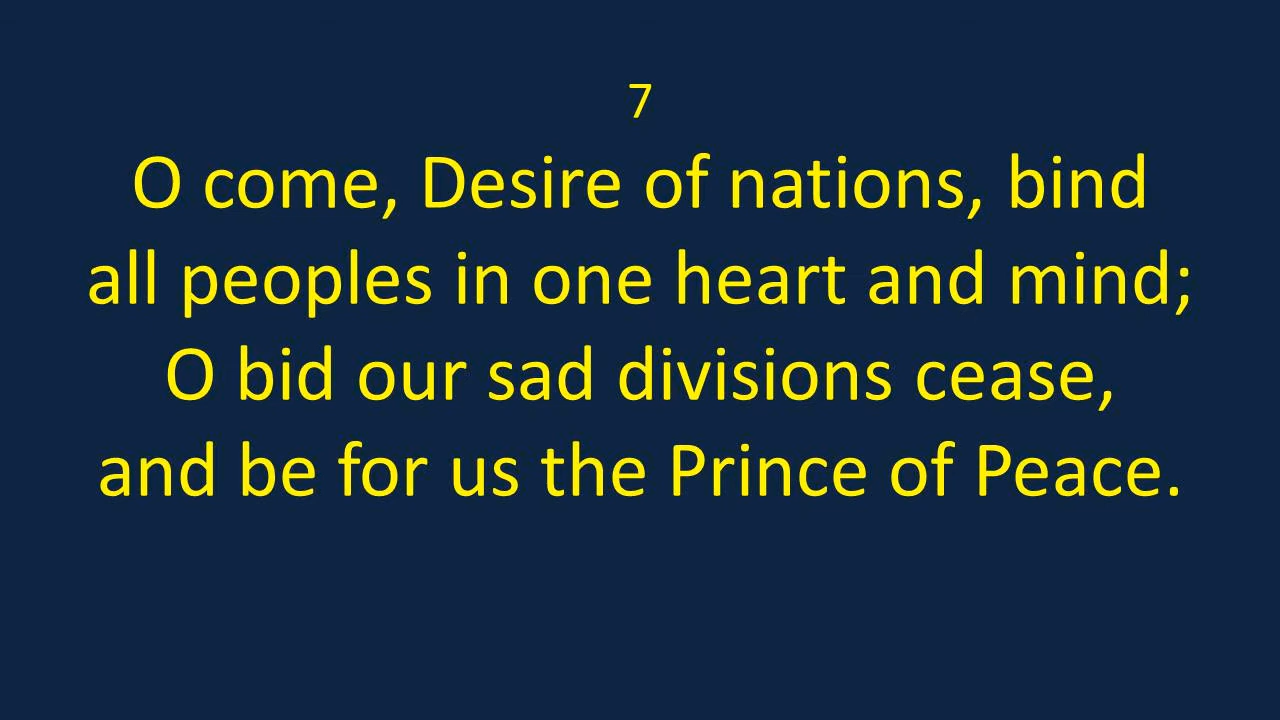 7
O come, Desire of nations, bind
all peoples in one heart and mind;
O bid our sad divisions cease,
and be for us the Prince of Peace.